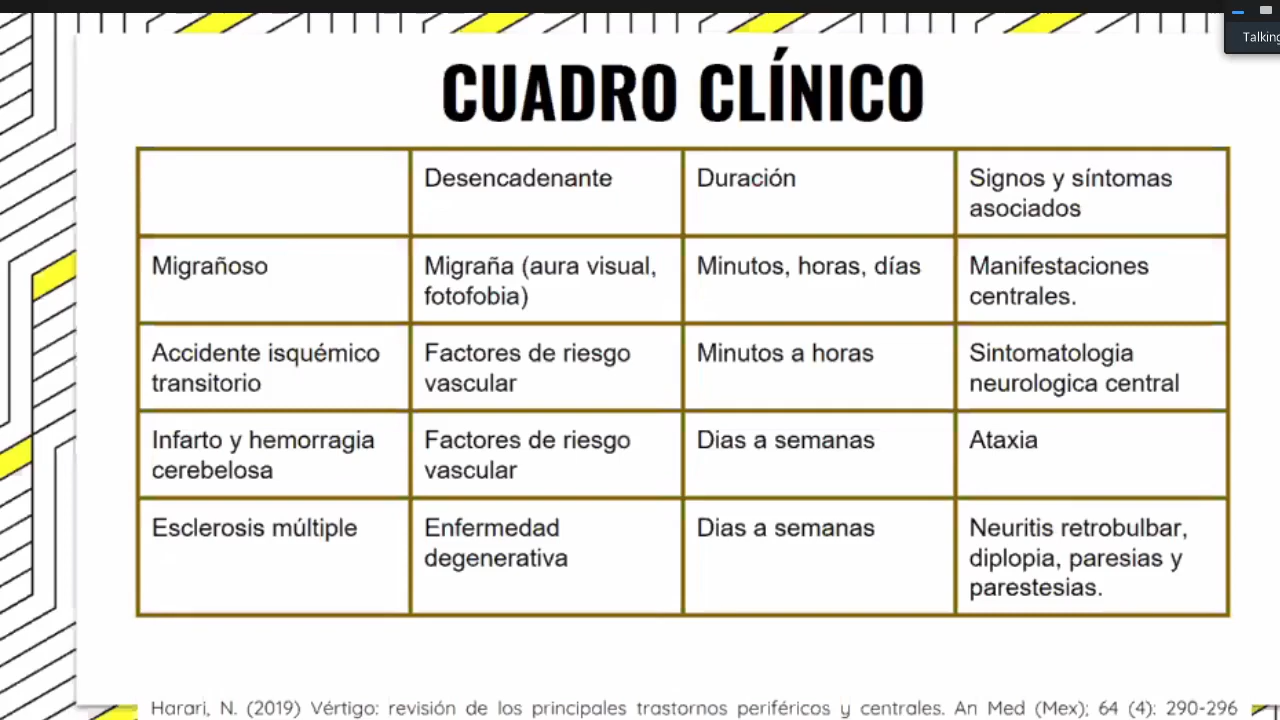 Talking
CUADRO CLÍNICO
Desencadenante
Duración
Signos y síntomas
asociados
Migrañoso
Migraña (aura visual,
fotofobia)
Minutos, horas, días
Manifestaciones
centrales.
Accidente isquémico
transitorio
Factores de riesgo
vascular
Minutos a horas
Sintomatologia
neurologica central
Infarto y hemorragia
cerebelosa
Factores de riesgo
vascular
Dias a semanas
Ataxia
Esclerosis múltiple
Enfermedad
degenerativa
Dias a semanas
Neuritis retrobulbar,
diplopia, paresias y
parestesias.
Harari, N. (2019) Vértigo: revisión de los principales trastornos periféricos y centrales. An Med (Mex); 64 (4): 290-296